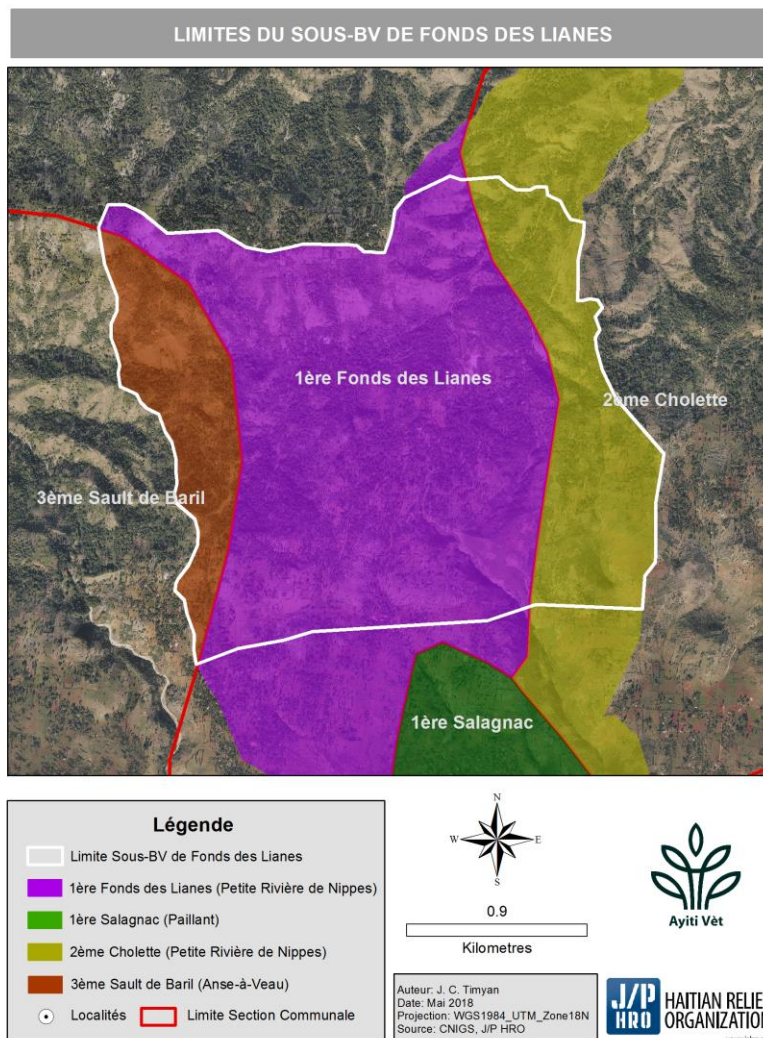 LIMITES DU SOUS-BV DE FONDS DES LIANES
1ère Fonds des Lianes
2ème Cholette
3ème Sault de Baril
1ère Salagnac
Légende
Limite Sous-BV de Fonds des Lianes
1ère Fonds des Lianes (Petite Rivière de Nippes)
1ère Salagnac (Paillant)
2ème Cholette (Petite Rivière de Nippes)
3ème Sault de Baril (Anse-à-Veau)
Localités
Limite Section Communale
N
W
E
S
0.9
Kilometres
Ayiti Vèt
Auteur: J. C. Timyan
Date: Mai 2018
Projection: WGS1984_UTM_Zone18N
Source: CNIGS, J/P HRO
J/P
HRO
HAITIAN RELIE
ORGANIZATION